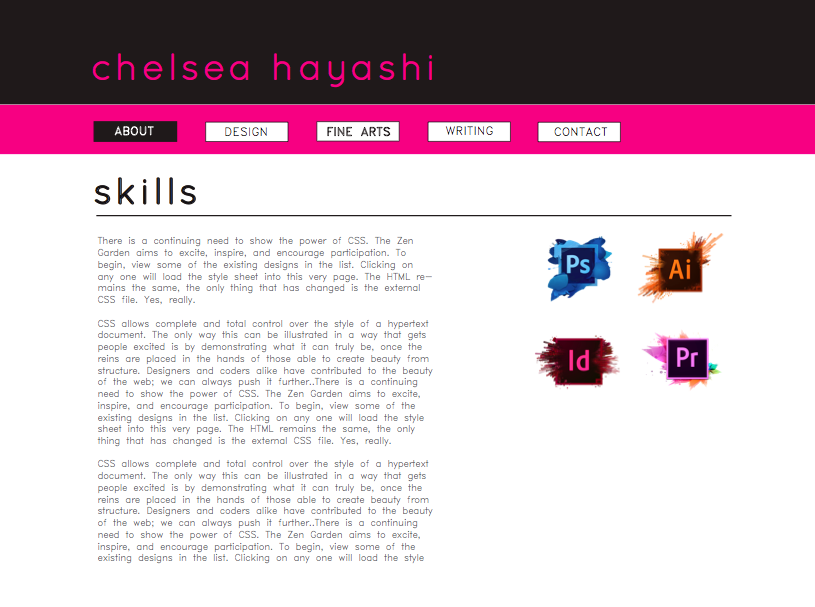 chelsea hayashi
ABOUT DESIGN FINE ARTS WRITING CONTACT
skills
There is a continuing need to show the power of CSS. The Zen
Garden aims to excite, inspire, and encourage participation. To
begin, view some of the existing designs in the list. Clicking on
any one will load the style sheet into this very page. The HTML re-
mains the same, the only thing that has changed is the external
CSS file. Yes, really.
CSS allows complete and total control over the style of a hypertext
document. The only way this can be illustrated in a way that gets
people excited is by demonstrating what it can truly be, once the
reins are placed in the hands of those able to create beauty from
structure. Designers and coders alike have contributed to the beauty
of the web; we can always push it further..There is a continuing
need to show the power of CSS. The Zen Garden aims to excite,
inspire, and encourage participation. To begin, view some of the
existing designs in the list. Clicking on any one will load the style
sheet into this very page. The HTML remains the same, the only
thing that has changed is the external CSS file. Yes, really.
CSS allows complete and total control over the style of a hypertext
document. The only way this can be illustrated in a way that gets
people excited is by demonstrating what it can truly be, once the
reins are placed in the hands of those able to create beauty from
structure. Designers and coders alike have contributed to the beauty
of the web; we can always push it further..There is a continuing
need to show the power of CSS. The Zen Garden aims to excite,
inspire, and encourage participation. To begin, view some of the
existing designs in the list. Clicking on any one will load the style
Ps Ai
Id Pr